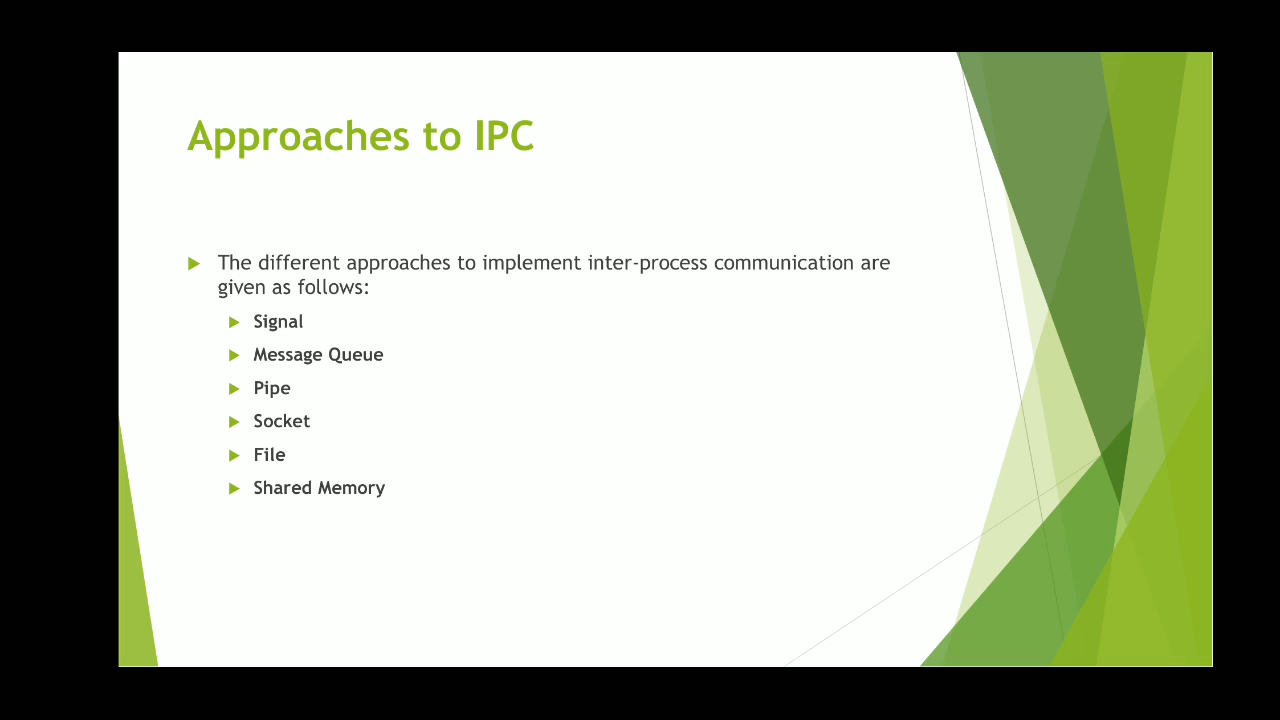 Approaches to IPC
The different approaches to implement inter-process communication are
given as follows:
Signal
Message Queue
Pipe
Socket
File
Shared Memory